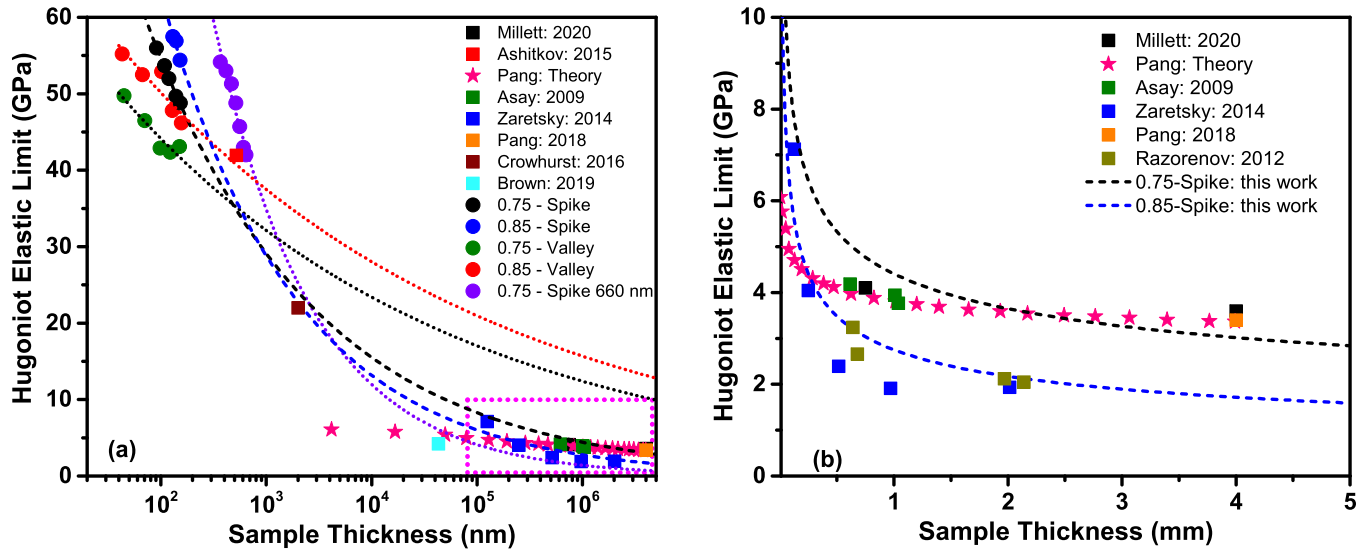 Hugoniot Elastic Limit (GPa)
60
50
40
30
20
10
0
Millett: 2020
Ashitkov: 2015
Pang: Theory
Asay: 2009
Zaretsky: 2014
Pang: 2018
Crowhurst: 2016
Brown: 2019
0.75 - Spike
0.85 - Spike
0.75 - Valley
0.85 - Valley
0.75 - Spike 660 nm
(a)
10² 10³ 10⁴ 10⁵ 10⁶
Sample Thickness (nm)
Hugoniot Elastic Limit (GPa)
10
8
6
4
2
0
Millett: 2020
Pang: Theory
Asay: 2009
Zaretsky: 2014
Pang: 2018
Razorenov: 2012
0.75-Spike: this work
0.85-Spike: this work
(b)
1 2 3 4 5
Sample Thickness (mm)